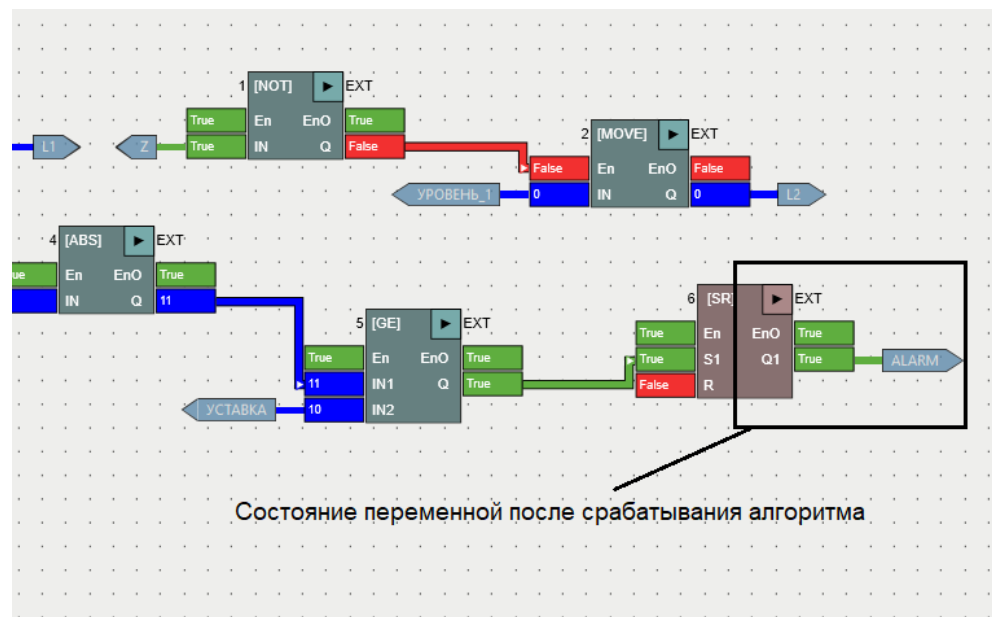 1 [NOT] EXT
True En EnO True
L1 Z True IN Q False
2 [MOVE] EXT
False En EnO False
УРОВЕНЬ_1 0 IN Q 0 L2
4 [ABS] EXT
ue En EnO True
IN Q 11
5 [GE] EXT
True En EnO True
11 IN1 Q True
УСТАВКА 10 IN2
6 [SR] EXT
True En EnO True
True S1 Q1 True ALARM
False R
Состояние переменной после срабатывания алгоритма